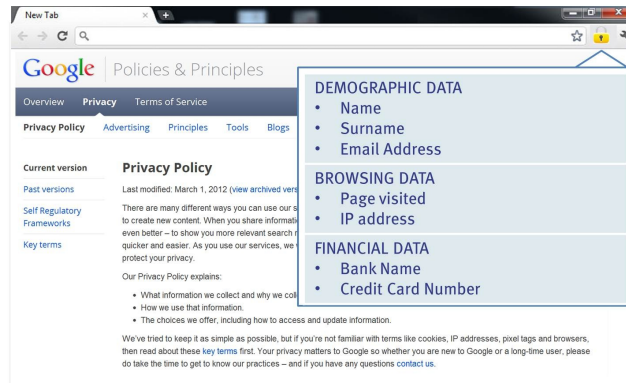 New Tab
Google Policies & Principles
Overview Privacy Terms of Service
Privacy Policy Advertising Principles Tools Blogs
Current version
Past versions
Self Regulatory
Frameworks
Key terms
Privacy Policy
Last modified: March 1, 2012 (view archived vers
There are many different ways you can use our s
to create new content. When you share informati
even better – to show you more relevant search r
quicker and easier. As you use our services, we
protect your privacy.
Our Privacy Policy explains:
• What information we collect and why we coll
• How we use that information.
• The choices we offer, including how to access and update information.
We've tried to keep it as simple as possible, but if you're not familiar with terms like cookies, IP addresses, pixel tags and browsers,
then read about these key terms first. Your privacy matters to Google so whether you are new to Google or a long-time user, please
do take the time to get to know our practices – and if you have any questions contact us.
DEMOGRAPHIC DATA
• Name
• Surname
• Email Address
BROWSING DATA
• Page visited
• IP address
FINANCIAL DATA
• Bank Name
• Credit Card Number